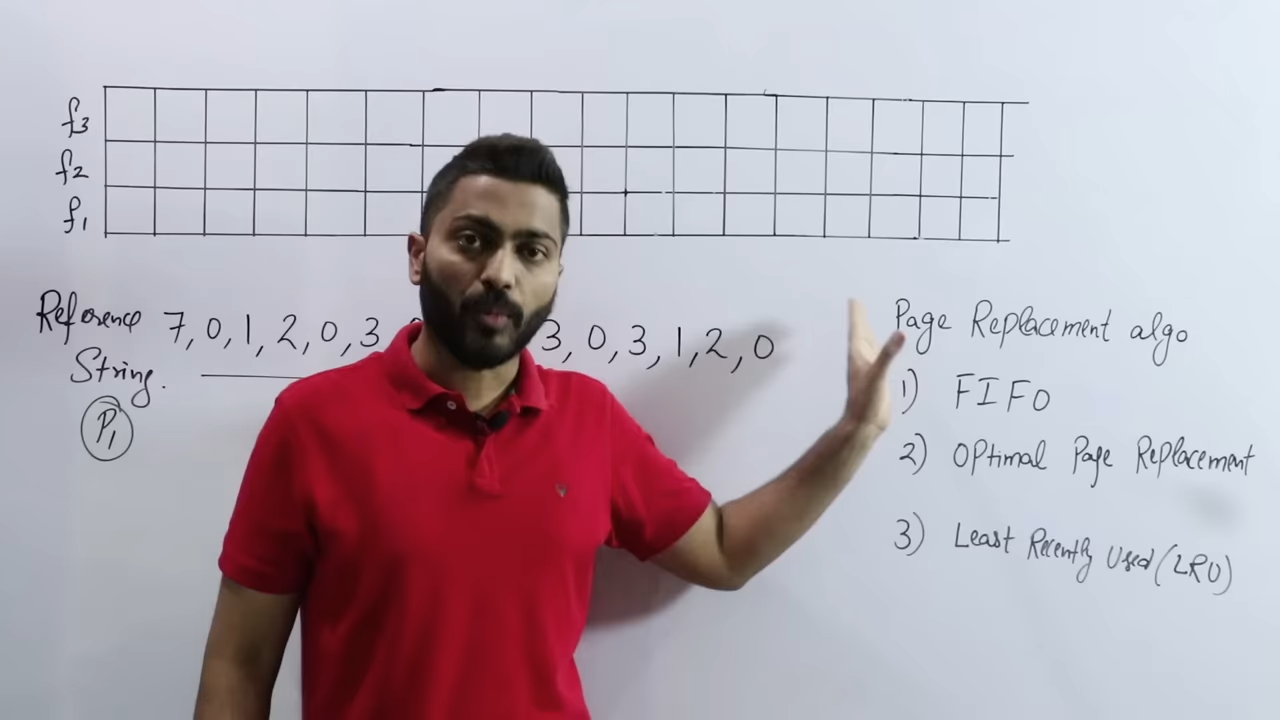 f3
f2
f1
Reference
String.
P1
7, 0, 1, 2, 0, 3
3, 0, 3, 1, 2, 0
Page Replacement algo
1) FIFO
2) Optimal Page Replacement
3) Least Recently Used (LRU)